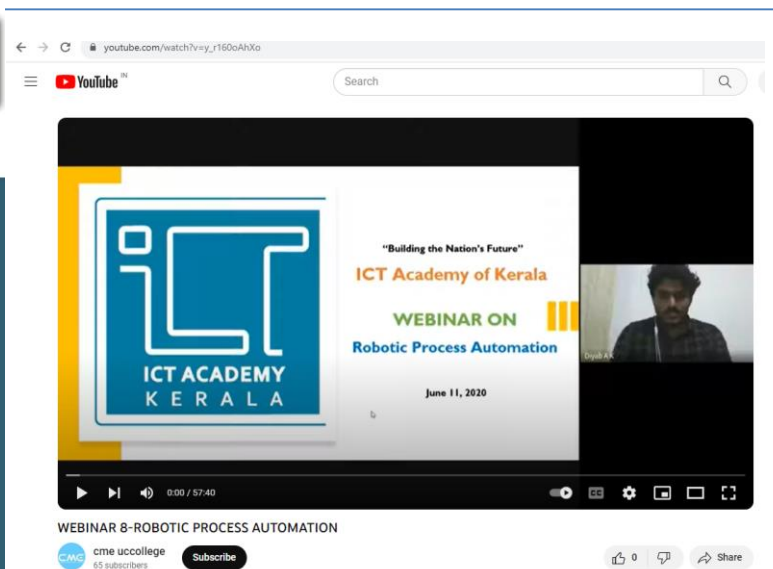 youtube.com/watch?v=y_r160oAhXo
YouTube IN
Search
ICT ACADEMY
KERALA
"Building the Nation's Future"
ICT Academy of Kerala
WEBINAR ON
Robotic Process Automation
June 11, 2020
0:00 / 57:40
CC
WEBINAR 8-ROBOTIC PROCESS AUTOMATION
CME
cme uccollege
65 subscribers
Subscribe
0
Share